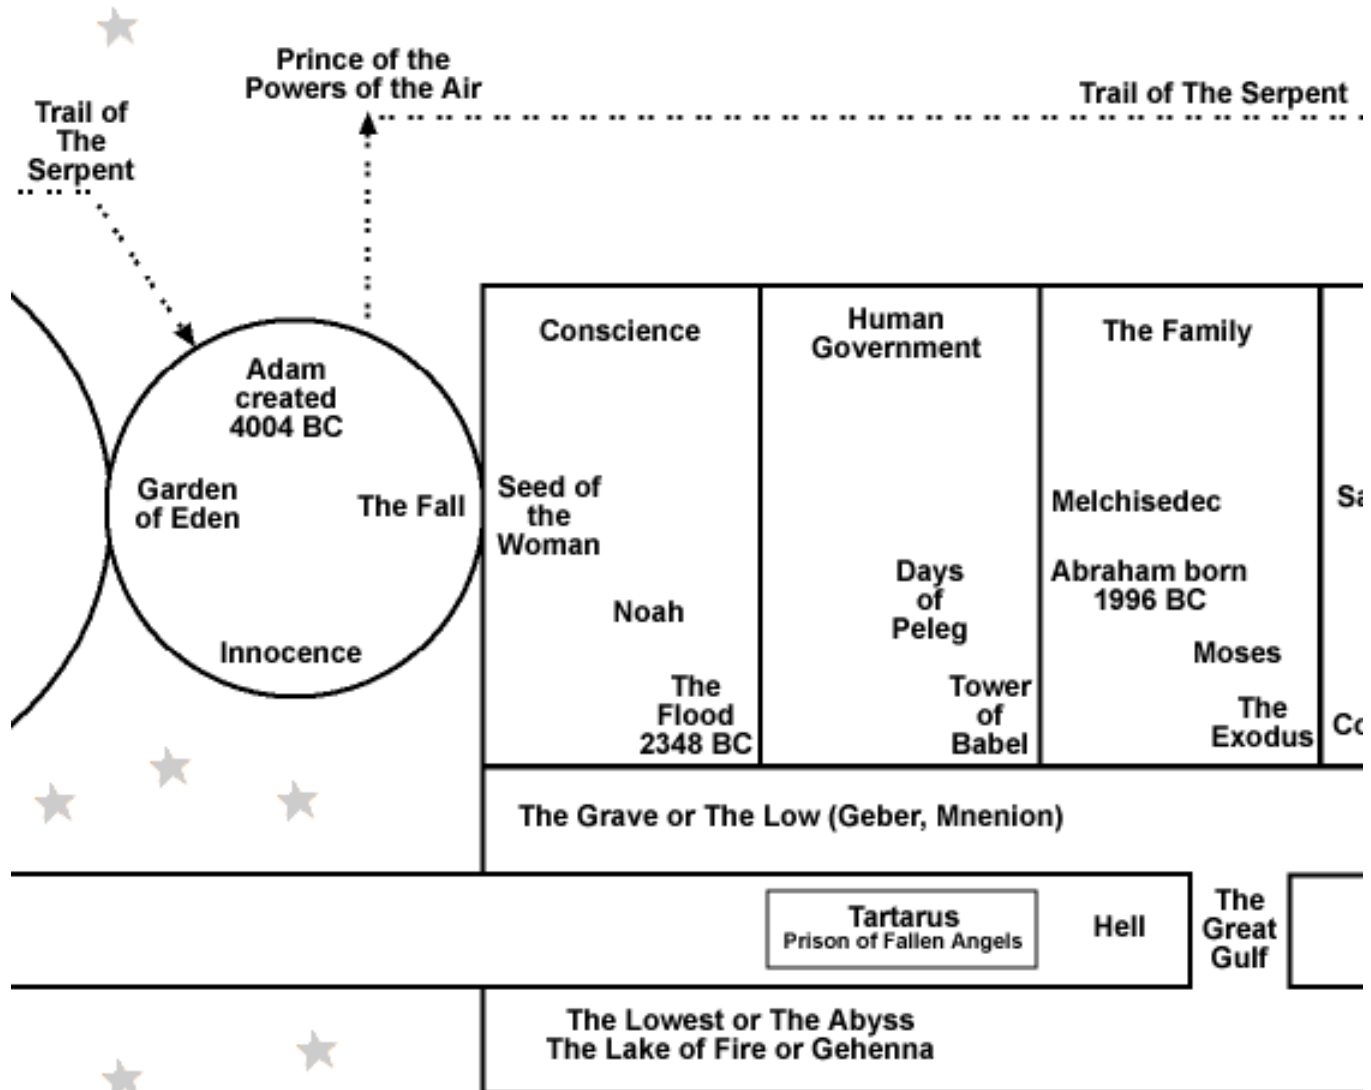 Prince of the
Powers of the Air
Trail of The Serpent
Trail of
The
Serpent
Adam
created
4004 BC
Garden
of Eden
The Fall
Innocence
Conscience
Seed of
the
Woman
Noah
The
Flood
2348 BC
Human
Government
Days
of
Peleg
Tower
of
Babel
The Family
Melchisedec
Abraham born
1996 BC
Moses
The
Exodus
Sa
Co
The Grave or The Low (Geber, Mnenion)
Tartarus
Prison of Fallen Angels
Hell
The
Great
Gulf
The Lowest or The Abyss
The Lake of Fire or Gehenna